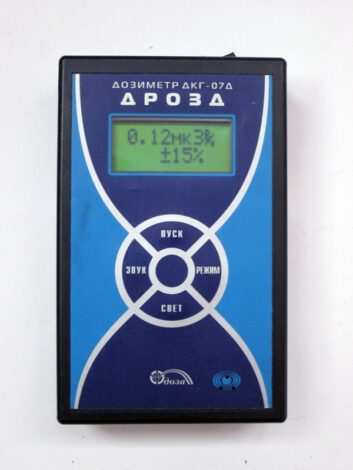 ДОЗИМЕТР ДКГ-07Д
ДРОЗД
0.12мкЗв/ч
±15%
ПУСК
ЗВУК
РЕЖИМ
СВЕТ
доза